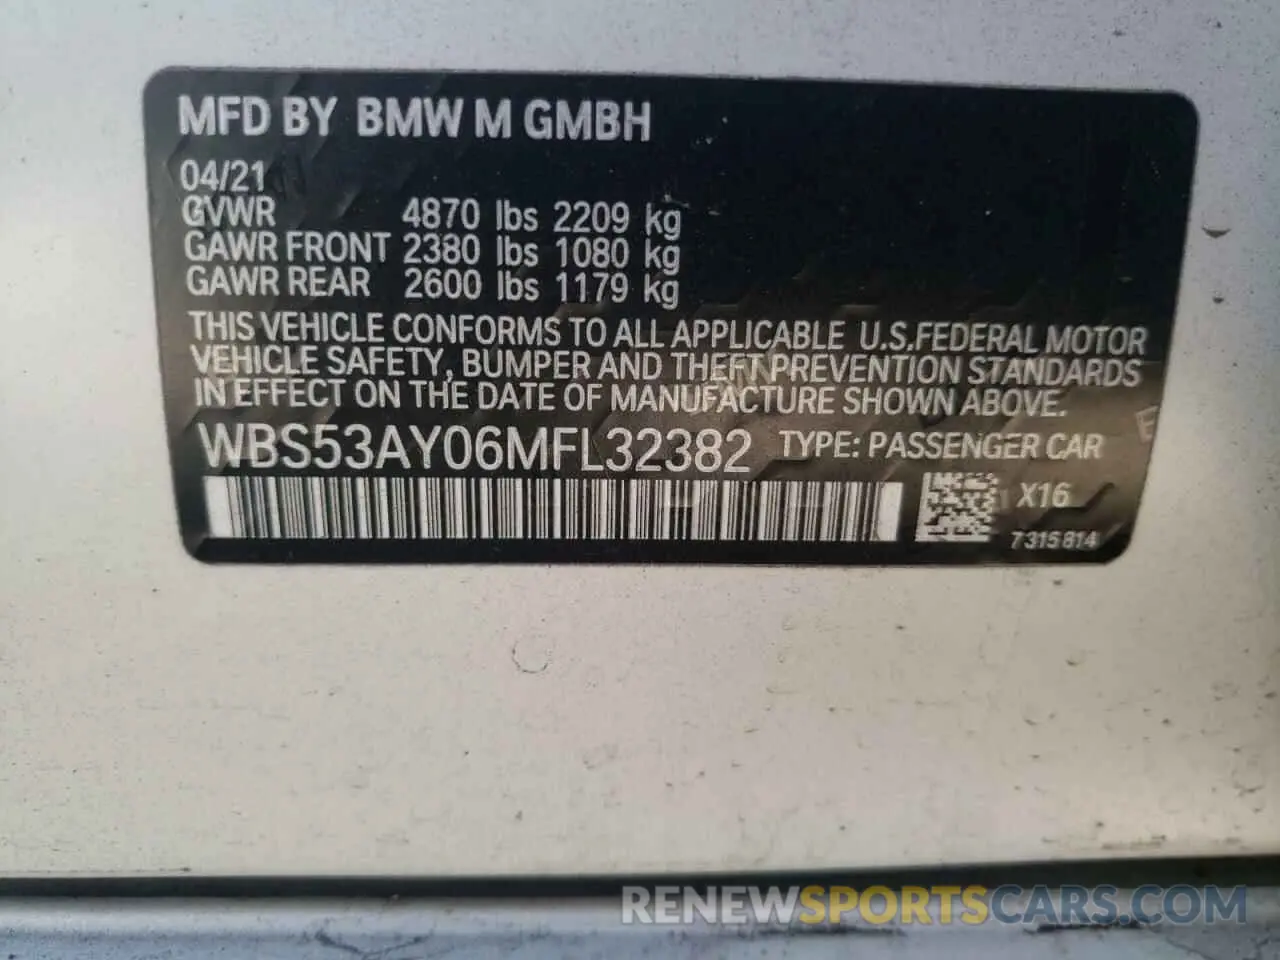 MFD BY BMW M GMBH
04/21
GVWR 4870 lbs 2209 kg
GAWR FRONT 2380 lbs 1080 kg
GAWR REAR 2600 lbs 1179 kg
THIS VEHICLE CONFORMS TO ALL APPLICABLE U.S.FEDERAL MOTOR
VEHICLE SAFETY, BUMPER AND THEFT PREVENTION STANDARDS
IN EFFECT ON THE DATE OF MANUFACTURE SHOWN ABOVE.
WBS53AY06MFL32382 TYPE: PASSENGER CAR
X16
7315814
RENEWSPORTSCARS.COM